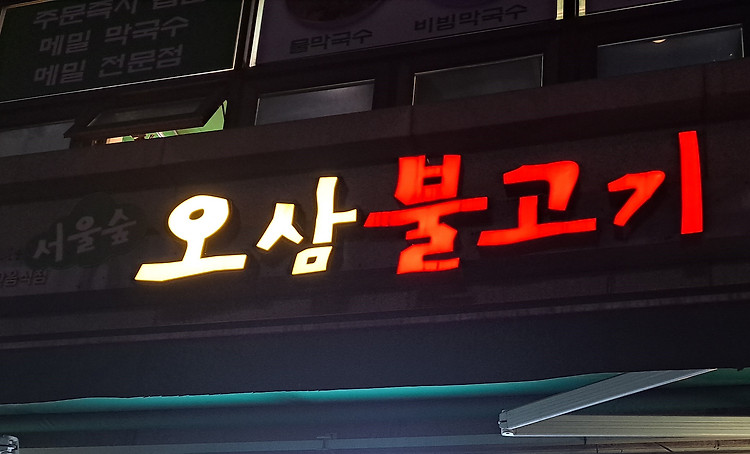 주문즉시
메밀 막국수
메밀 전문점
물막국수
비빔막국수
서울숲
오삼불고기